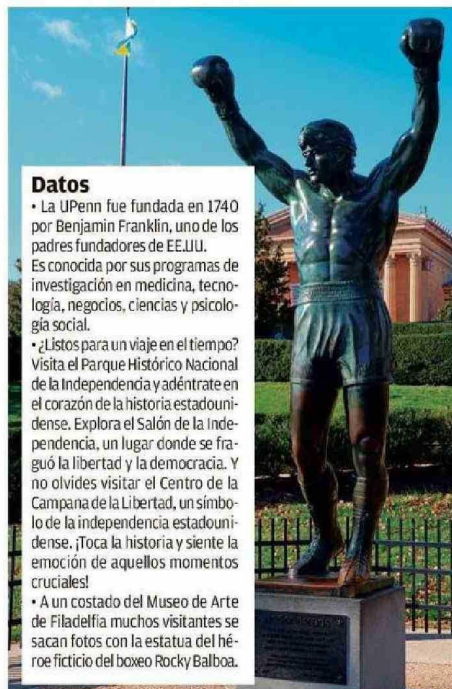 Datos
• La UPenn fue fundada en 1740
por Benjamin Franklin, uno de los
padres fundadores de EE.UU.
Es conocida por sus programas de
investigación en medicina, tecno-
logía, negocios, ciencias y psicolo-
gía social.
• ¿Listos para un viaje en el tiempo?
Visita el Parque Histórico Nacional
de la Independencia y adéntrate en
el corazón de la historia estadouni-
dense. Explora el Salón de la Inde-
pendencia, un lugar donde se fra-
guó la libertad y la democracia. Y
no olvides visitar el Centro de la
Campana de la Libertad, un símbo-
lo de la independencia estadouni-
dense. ¡Toca la historia y siente la
emoción de aquellos momentos
cruciales!
• A un costado del Museo de Arte
de Filadelfia muchos visitantes se
sacan fotos con la estatua del hé-
roe ficticio del boxeo Rocky Balboa.